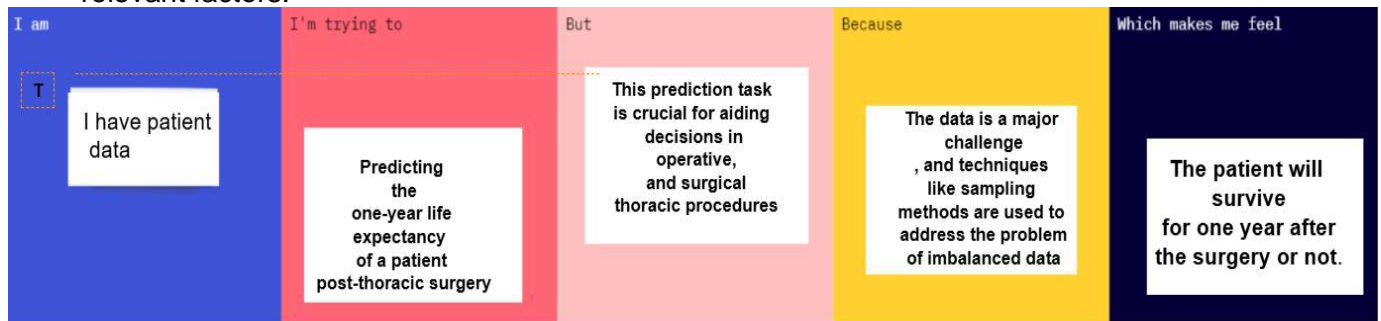 relevant factors.
I am
T
I have patient
data
I'm trying to
Predicting
the
one-year life
expectancy
of a patient
post-thoracic surgery
But
This prediction task
is crucial for aiding
decisions in
operative,
and surgical
thoracic procedures
Because
The data is a major
challenge
, and techniques
like sampling
methods are used to
address the problem
of imbalanced data
Which makes me feel
The patient will
survive
for one year after
the surgery or not.